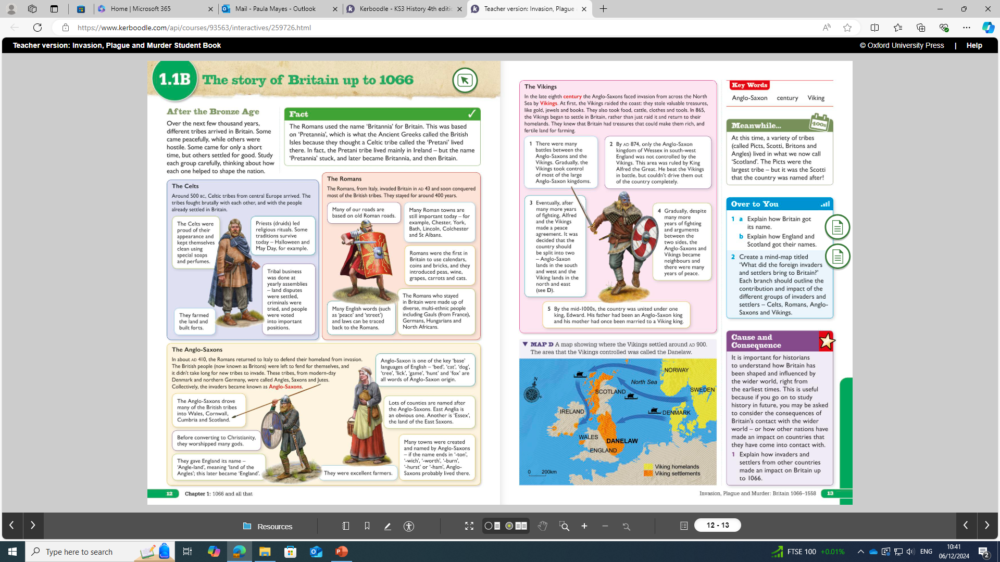 Home | Microsoft 365
Mail - Paula Mayes - Outlook
Kerboodle - KS3 History 4th editic
Teacher version: Invasion, Plague
https://www.kerboodle.com/api/courses/93563/interactives/259726.html
Teacher version: Invasion, Plague and Murder Student Book
© Oxford University Press | Help
1.1B
The story of Britain up to 1066
After the Bronze Age
Over the next few thousand years,
different tribes arrived in Britain. Some
came peacefully, while others were
hostile. Some came for only a short
time, but others settled for good. Study
each group carefully, thinking about how
each one helped to shape the nation.
Fact
The Romans used the name ‘Britannia’ for Britain. This was based
on ‘Pretannia’, which is what the Ancient Greeks called the British
Isles because they thought a Celtic tribe called the ‘Pretani’ lived
there. In fact, the Pretani tribe lived mainly in Ireland – but the name
‘Pretannia’ stuck, and later became Britannia, and then Britain.
The Celts
Around 500 BC, Celtic tribes from central Europe arrived. The
tribes fought brutally with each other, and with the people
already settled in Britain.
The Celts were
proud of their
appearance and
kept themselves
clean using
special soaps
and perfumes.
Priests (druids) led
religious rituals. Some
traditions survive
today – Halloween and
May Day, for example.
Tribal business
was done at
yearly assemblies
– land disputes
were settled,
criminals were
tried, and people
were voted
into important
positions.
They farmed
the land and
built forts.
The Romans
The Romans, from Italy, invaded Britain in AD 43 and soon conquered
most of the British tribes. They stayed for around 400 years.
Many of our roads are
based on old Roman roads.
Many Roman towns are
still important today – for
example, Chester, York,
Bath, Lincoln, Colchester
and St Albans.
Romans were the first in
Britain to use calendars,
coins and bricks, and they
introduced peas, wine,
grapes, carrots and cats.
Many English words (such
as ‘peace’ and ‘street’)
and laws can be traced
back to the Romans.
The Romans who stayed
in Britain were made up of
diverse, multi-ethnic people
including Gauls (from France),
Germans, Hungarians and
North Africans.
The Anglo-Saxons
In about AD 410, the Romans returned to Italy to defend their homeland from invasion.
The British people (now known as Britons) were left to fend for themselves, and
it didn’t take long for new tribes to invade. These tribes, from modern-day
Denmark and northern Germany, were called Angles, Saxons and Jutes.
Collectively, the invaders became known as Anglo-Saxons.
The Anglo-Saxons drove
many of the British tribes
into Wales, Cornwall,
Cumbria and Scotland.
Before converting to Christianity,
they worshipped many gods.
They gave England its name –
‘Angle-land’, meaning ‘land of the
Angles’; this later became ‘England’.
Anglo-Saxon is one of the key ‘base’
languages of English – ‘bed’, ‘cat’, ‘dog’,
‘tree’, ‘lick’, ‘game’, ‘hunt’ and ‘fox’ are
all words of Anglo-Saxon origin.
Lots of counties are named after
the Anglo-Saxons. East Anglia is
an obvious one. Another is ‘Essex’,
the land of the East Saxons.
Many towns were created
and named by Anglo-Saxons
– if the name ends in ‘-ton’,
‘-wich’, ‘-worth’, ‘-burn’,
‘-hurst’ or ‘-ham’, Anglo-
Saxons probably lived there.
They were excellent farmers.
12 Chapter 1: 1066 and all that
The Vikings
In the late eighth century the Anglo-Saxons faced invasion from across the North
Sea by Vikings. At first, the Vikings raided the coast: they stole valuable treasures,
like gold, jewels and books. They also took food, cattle, clothes and tools. In 865,
the Vikings began to settle in Britain, rather than just raid it and return to their
homelands. They knew that Britain had treasures that could make them rich, and
fertile land for farming.
1 There were many
battles between the
Anglo-Saxons and the
Vikings. Gradually, the
Vikings took control
of most of the large
Anglo-Saxon kingdoms.
2 By AD 874, only the Anglo-Saxon
kingdom of Wessex in south-west
England was not controlled by the
Vikings. This area was ruled by King
Alfred the Great. He beat the Vikings
in battle, but couldn’t drive them out
of the country completely.
3 Eventually, after
many more years
of fighting, Alfred
and the Vikings
made a peace
agreement. It was
decided that the
country should
be split into two
– Anglo-Saxon
lands in the south
and west and the
Viking lands in the
north and east
(see D).
4 Gradually, despite
many more
years of fighting
and arguments
between the
two sides, the
Anglo-Saxons and
Vikings became
neighbours and
there were many
years of peace.
5 By the mid-1000s, the country was united under one
king, Edward. His father had been an Anglo-Saxon king
and his mother had once been married to a Viking king.
MAP D A map showing where the Vikings settled around AD 900.
The area that the Vikings controlled was called the Danelaw.
N
NORWAY
North Sea
SWEDEN
SCOTLAND
IRELAND
DENMARK
WALES
DANELAW
ENGLAND
0 200km
Viking homelands
Viking settlements
Key Words
Anglo-Saxon century Viking
Meanwhile...
400s
At this time, a variety of tribes
(called Picts, Scotti, Britons and
Angles) lived in what we now call
‘Scotland’. The Picts were the
largest tribe – but it was the Scotti
that the country was named after!
Over to You
1 a Explain how Britain got
its name.
b Explain how England and
Scotland got their names.
2 Create a mind-map titled
‘What did the foreign invaders
and settlers bring to Britain?’
Each branch should outline the
contribution and impact of the
different groups of invaders and
settlers – Celts, Romans, Anglo-
Saxons and Vikings.
Cause and
Consequence
It is important for historians
to understand how Britain has
been shaped and influenced by
the wider world, right from
the earliest times. This is useful
because if you go on to study
history in future, you may be asked
to consider the consequences of
Britain’s contact with the wider
world – or how other nations have
made an impact on countries that
they have come into contact with.
1 Explain how invaders and
settlers from other countries
made an impact on Britain up
to 1066.
Invasion, Plague and Murder: Britain 1066–1558 13
Resources
12 - 13
Type here to search
FTSE 100 +0.01%
ENG
10:41
06/12/2024
2